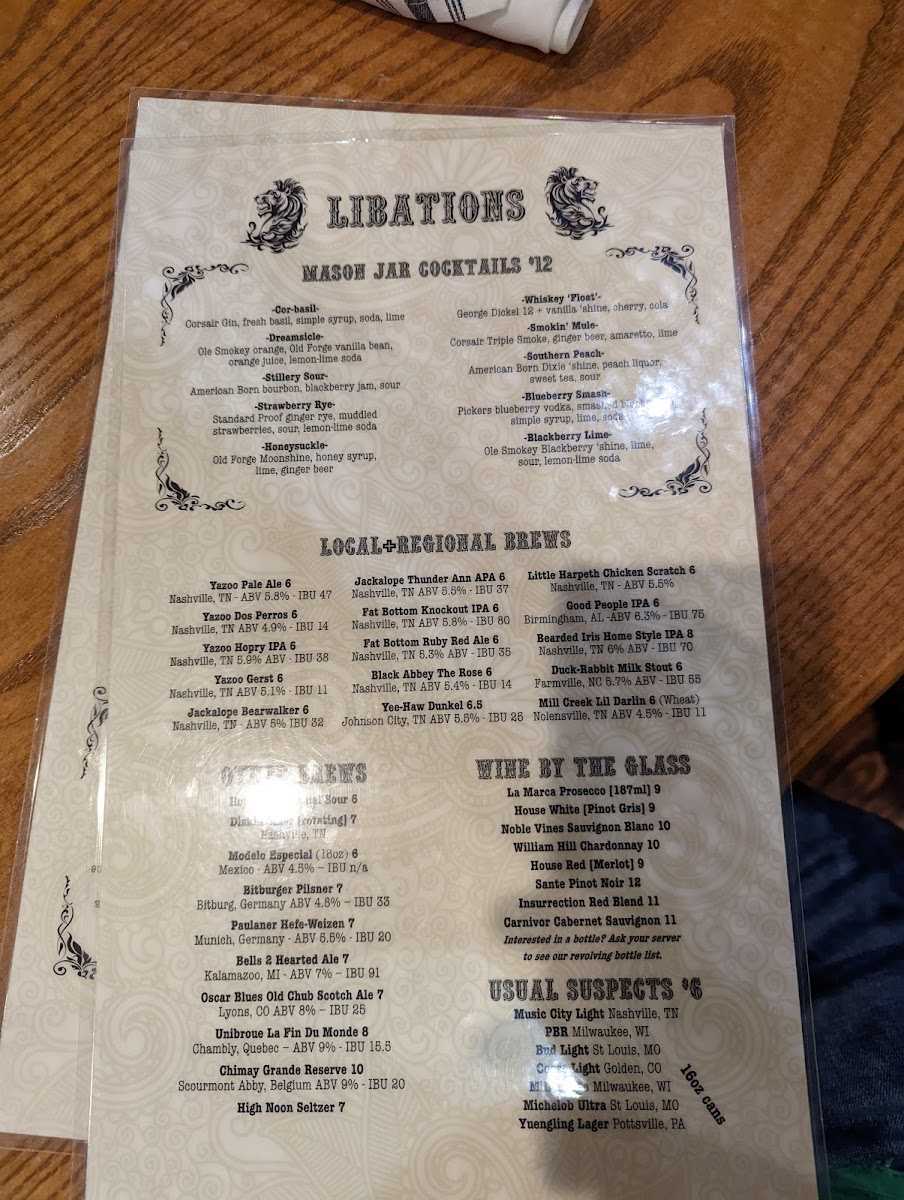 LIBATIONS
MASON JAR COCKTAILS $12
-Cor-basil-
Corsair Gin, fresh basil, simple syrup, soda, lime
-Dreamsicle-
Ole Smokey orange, Old Forge vanilla bean,
orange juice, lemon-lime soda
-Stillery Sour-
American Born bourbon, blackberry jam, sour
-Strawberry Rye-
Standard Proof ginger rye, muddled
strawberries, sour, lemon-lime soda
-Honeysuckle-
Old Forge Moonshine, honey syrup,
lime, ginger beer
-Whiskey 'Float'-
George Dickel 12 + vanilla 'shine, cherry, cola
-Smokin' Mule-
Corsair Triple Smoke, ginger beer, amaretto, lime
-Southern Peach-
American Born Dixie 'shine, peach liquor,
sweet tea, sour
-Blueberry Smash-
Pickers blueberry vodka, smashed
simple syrup, lime, soda
-Blackberry Lime-
Ole Smokey Blackberry 'shine, lime,
sour, lemon-lime soda
LOCAL+REGIONAL BREWS
Yazoo Pale Ale 6
Nashville, TN - ABV 5.8% - IBU 47
Yazoo Dos Perros 6
Nashville, TN ABV 4.9% - IBU 14
Yazoo Hopry IPA 6
Nashville, TN 5.9% ABV - IBU 38
Yazoo Gerst 6
Nashville, TN ABV 5.1% - IBU 11
Jackalope Bearwalker 6
Nashville, TN - ABV 5% IBU 32
Jackalope Thunder Ann APA 6
Nashville, TN - ABV 5.5% - IBU 37
Fat Bottom Knockout IPA 6
Nashville, TN - ABV 5.8% - IBU 80
Fat Bottom Ruby Red Ale 6
Nashville, TN 5.3% ABV - IBU 35
Black Abbey The Rose 6
Nashville, TN ABV 5.4% - IBU 14
Yee-Haw Dunkel 6.5
Johnson City, TN ABV 5.5% - IBU 25
Little Harpeth Chicken Scratch 6
Nashville, TN - ABV 5.5%
Good People IPA 6
Birmingham, AL -ABV 6.3% - IBU 75
Bearded Iris Home Style IPA 8
Nashville, TN 6% ABV - IBU 70
Duck-Rabbit Milk Stout 6
Farmville, NC 5.7% ABV - IBU 55
Mill Creek Lil Darlin 6 (Wheat)
Nolensville, TN ABV 4.5% - IBU 11
OTHER BREWS
Sour 6
[rotating] 7
Nashville, TN
Modelo Especial (16oz) 6
Mexico - ABV 4.5% – IBU n/a
Bitburger Pilsner 7
Bitburg, Germany ABV 4.8% – IBU 33
Paulaner Hefe-Weizen 7
Munich, Germany - ABV 5.5% - IBU 20
Bells 2 Hearted Ale 7
Kalamazoo, MI - ABV 7% – IBU 91
Oscar Blues Old Chub Scotch Ale 7
Lyons, CO ABV 8% – IBU 25
Unibroue La Fin Du Monde 8
Chambly, Quebec – ABV 9% - IBU 15.5
Chimay Grande Reserve 10
Scourmont Abby, Belgium ABV 9% - IBU 20
High Noon Seltzer 7
WINE BY THE GLASS
La Marca Prosecco [187ml] 9
House White [Pinot Gris] 9
Noble Vines Sauvignon Blanc 10
William Hill Chardonnay 10
House Red [Merlot] 9
Sante Pinot Noir 12
Insurrection Red Blend 11
Carnivor Cabernet Sauvignon 11
Interested in a bottle? Ask your server
to see our revolving bottle list.
USUAL SUSPECTS $6
Music City Light Nashville, TN
PBR Milwaukee, WI
Bud Light St Louis, MO
Light Golden, CO
Milwaukee, WI
Michelob Ultra St Louis, MO
Yuengling Lager Pottsville, PA
16oz cans